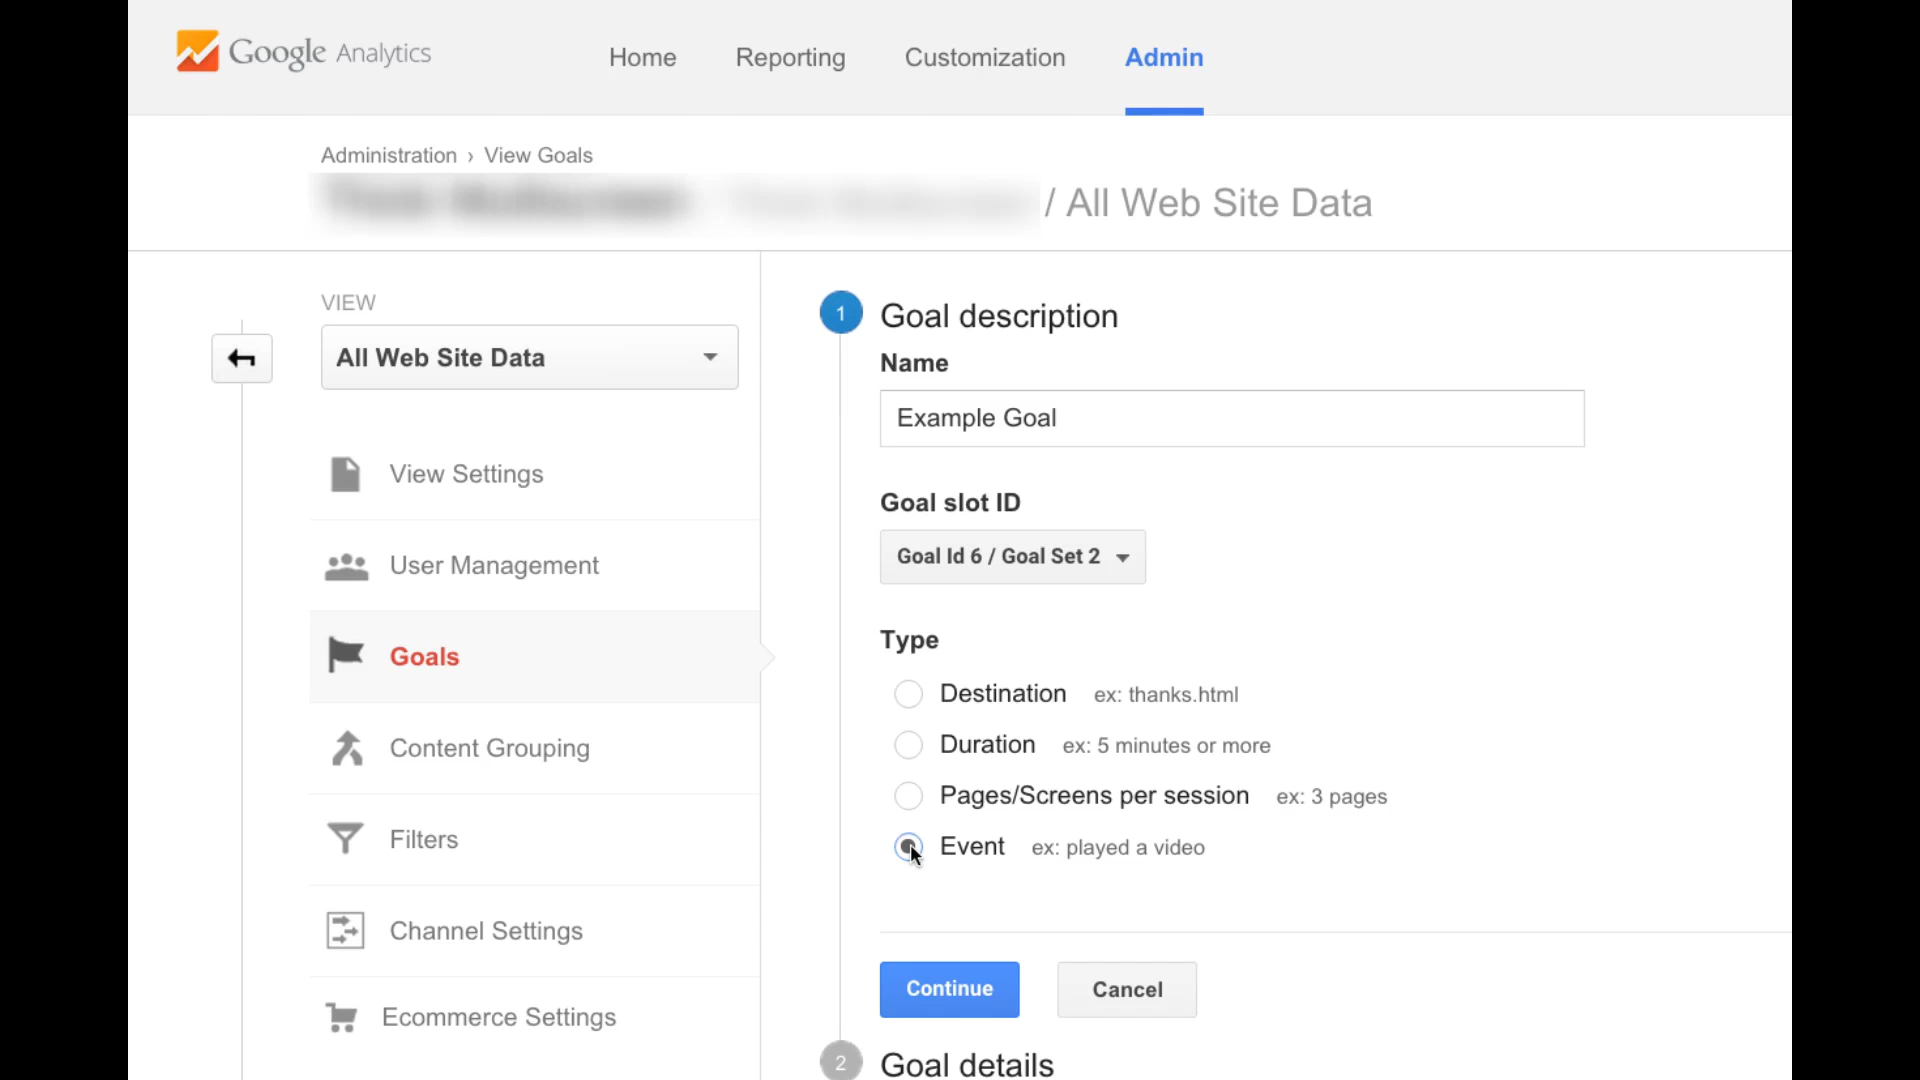 Google Analytics
Home
Reporting
Customization
Admin
Administration › View Goals
/ All Web Site Data
VIEW
All Web Site Data
View Settings
User Management
Goals
Content Grouping
Filters
Channel Settings
Ecommerce Settings
1 Goal description
Name
Example Goal
Goal slot ID
Goal Id 6 / Goal Set 2
Type
Destination ex: thanks.html
Duration ex: 5 minutes or more
Pages/Screens per session ex: 3 pages
Event ex: played a video
Continue
Cancel
2 Goal details